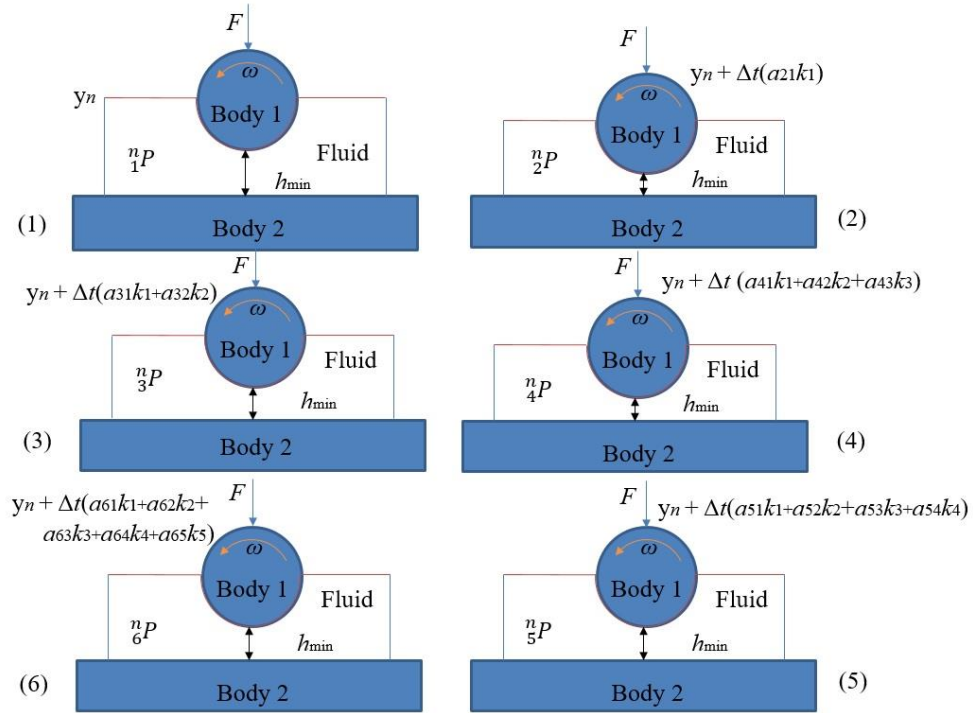 F
ω
yn
Body 1
Fluid
n
1P
hmin
(1)
Body 2
F
yn + Δt(a21k1)
ω
Body 1
Fluid
n
2P
hmin
Body 2
(2)
F
yn + Δt(a31k1+a32k2)
ω
Body 1
Fluid
n
3P
hmin
(3)
Body 2
F
yn + Δt (a41k1+a42k2+a43k3)
ω
Body 1
Fluid
n
4P
hmin
Body 2
(4)
yn + Δt(a61k1+a62k2+
a63k3+a64k4+a65k5)
F
ω
Body 1
Fluid
n
6P
hmin
(6)
Body 2
F
yn + Δt(a51k1+a52k2+a53k3+a54k4)
ω
Body 1
Fluid
n
5P
hmin
Body 2
(5)